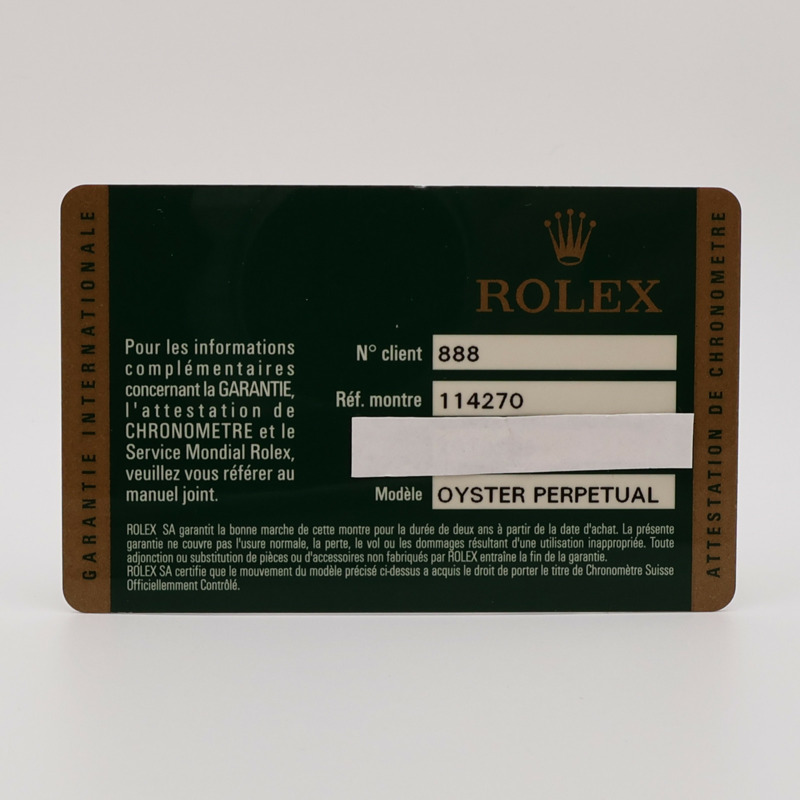 GARANTIE INTERNATIONALE
ROLEX
Pour les informations
complémentaires
concernant la GARANTIE,
l'attestation de
CHRONOMETRE et le
Service Mondial Rolex,
veuillez vous référer au
manuel joint.
N° client 888
Réf. montre 114270
Modèle OYSTER PERPETUAL
ROLEX SA garantit la bonne marche de cette montre pour la durée de deux ans à partir de la date d'achat. La présente
garantie ne couvre pas l'usure normale, la perte, le vol ou les dommages résultant d'une utilisation inappropriée. Toute
adjonction ou substitution de pièces ou d'accessoires non fabriqués par ROLEX entraîne la fin de la garantie.
ROLEX SA certifie que le mouvement du modèle précisé ci-dessus a acquis le droit de porter le titre de Chronomètre Suisse
Officiellement Contrôlé.
ATTESTATION DE CHRONOMETRE